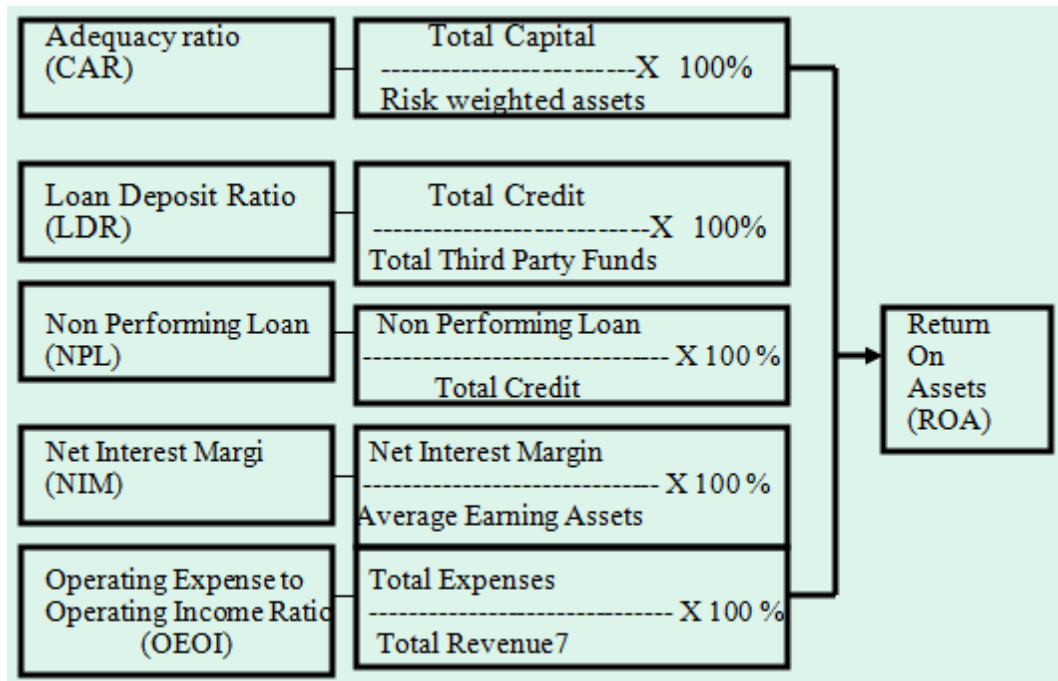 Adequacy ratio
(CAR)
Total Capital
-------------------------X 100%
Risk weighted assets
Loan Deposit Ratio
(LDR)
Total Credit
---------------------------X 100%
Total Third Party Funds
Non Performing Loan
(NPL)
Non Performing Loan
------------------------------ X 100 %
Total Credit
Return
On
Assets
(ROA)
Net Interest Margi
(NIM)
Net Interest Margin
----------------------------- X 100 %
Average Earning Assets
Operating Expense to
Operating Income Ratio
(OEOI)
Total Expenses
------------------------------ X 100 %
Total Revenue7